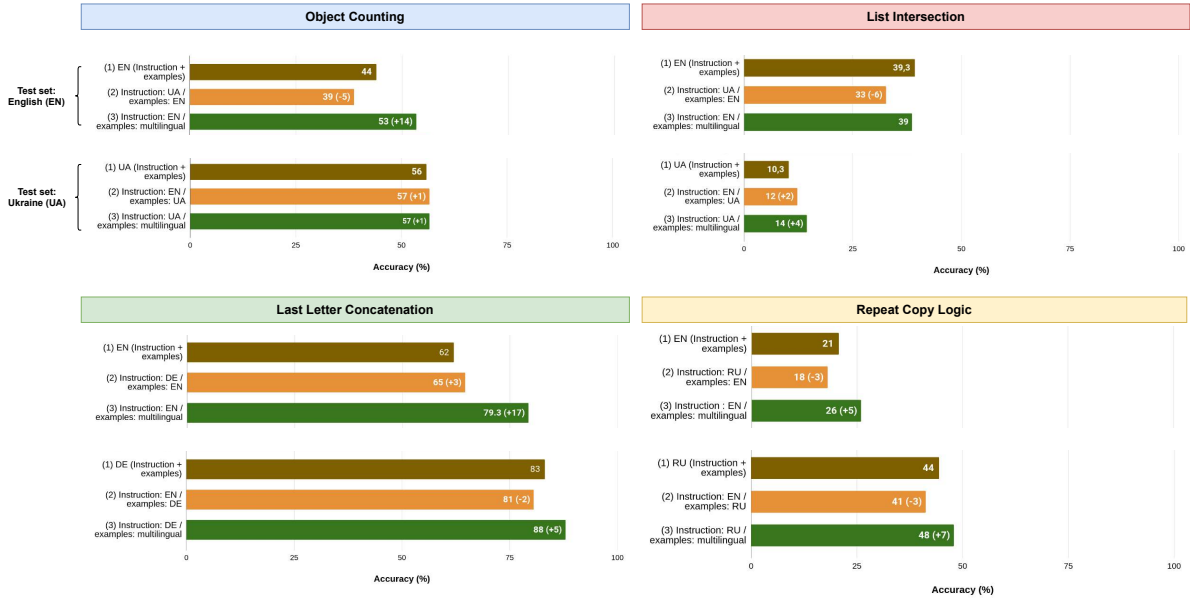 Object Counting
Test set:
English (EN)
(1) EN (Instruction +
examples)
44
(2) Instruction: UA /
examples: EN
39 (-5)
(3) Instruction: EN /
examples: multilingual
53 (+14)
Test set:
Ukraine (UA)
(1) UA (Instruction +
examples)
56
(2) Instruction: EN /
examples: UA
57 (+1)
(3) Instruction: UA /
examples: multilingual
57 (+1)
0 25 50 75 100
Accuracy (%)
List Intersection
(1) EN (Instruction +
examples)
39,3
(2) Instruction: UA /
examples: EN
33 (-6)
(3) Instruction: EN /
examples: multilingual
39
(1) UA (Instruction +
examples)
10,3
(2) Instruction: EN /
examples: UA
12 (+2)
(3) Instruction: UA /
examples: multilingual
14 (+4)
0 25 50 75 100
Accuracy (%)
Last Letter Concatenation
(1) EN (Instruction +
examples)
62
(2) Instruction: DE /
examples: EN
65 (+3)
(3) Instruction: EN /
examples: multilingual
79.3 (+17)
(1) DE (Instruction +
examples)
83
(2) Instruction: EN /
examples: DE
81 (-2)
(3) Instruction: DE /
examples: multilingual
88 (+5)
0 25 50 75 100
Accuracy (%)
Repeat Copy Logic
(1) EN (Instruction +
examples)
21
(2) Instruction: RU /
examples: EN
18 (-3)
(3) Instruction : EN /
examples: multilingual
26 (+5)
(1) RU (Instruction +
examples)
44
(2) Instruction: EN /
examples: RU
41 (-3)
(3) Instruction: RU /
examples: multilingual
48 (+7)
0 25 50 75 100
Accuracy (%)